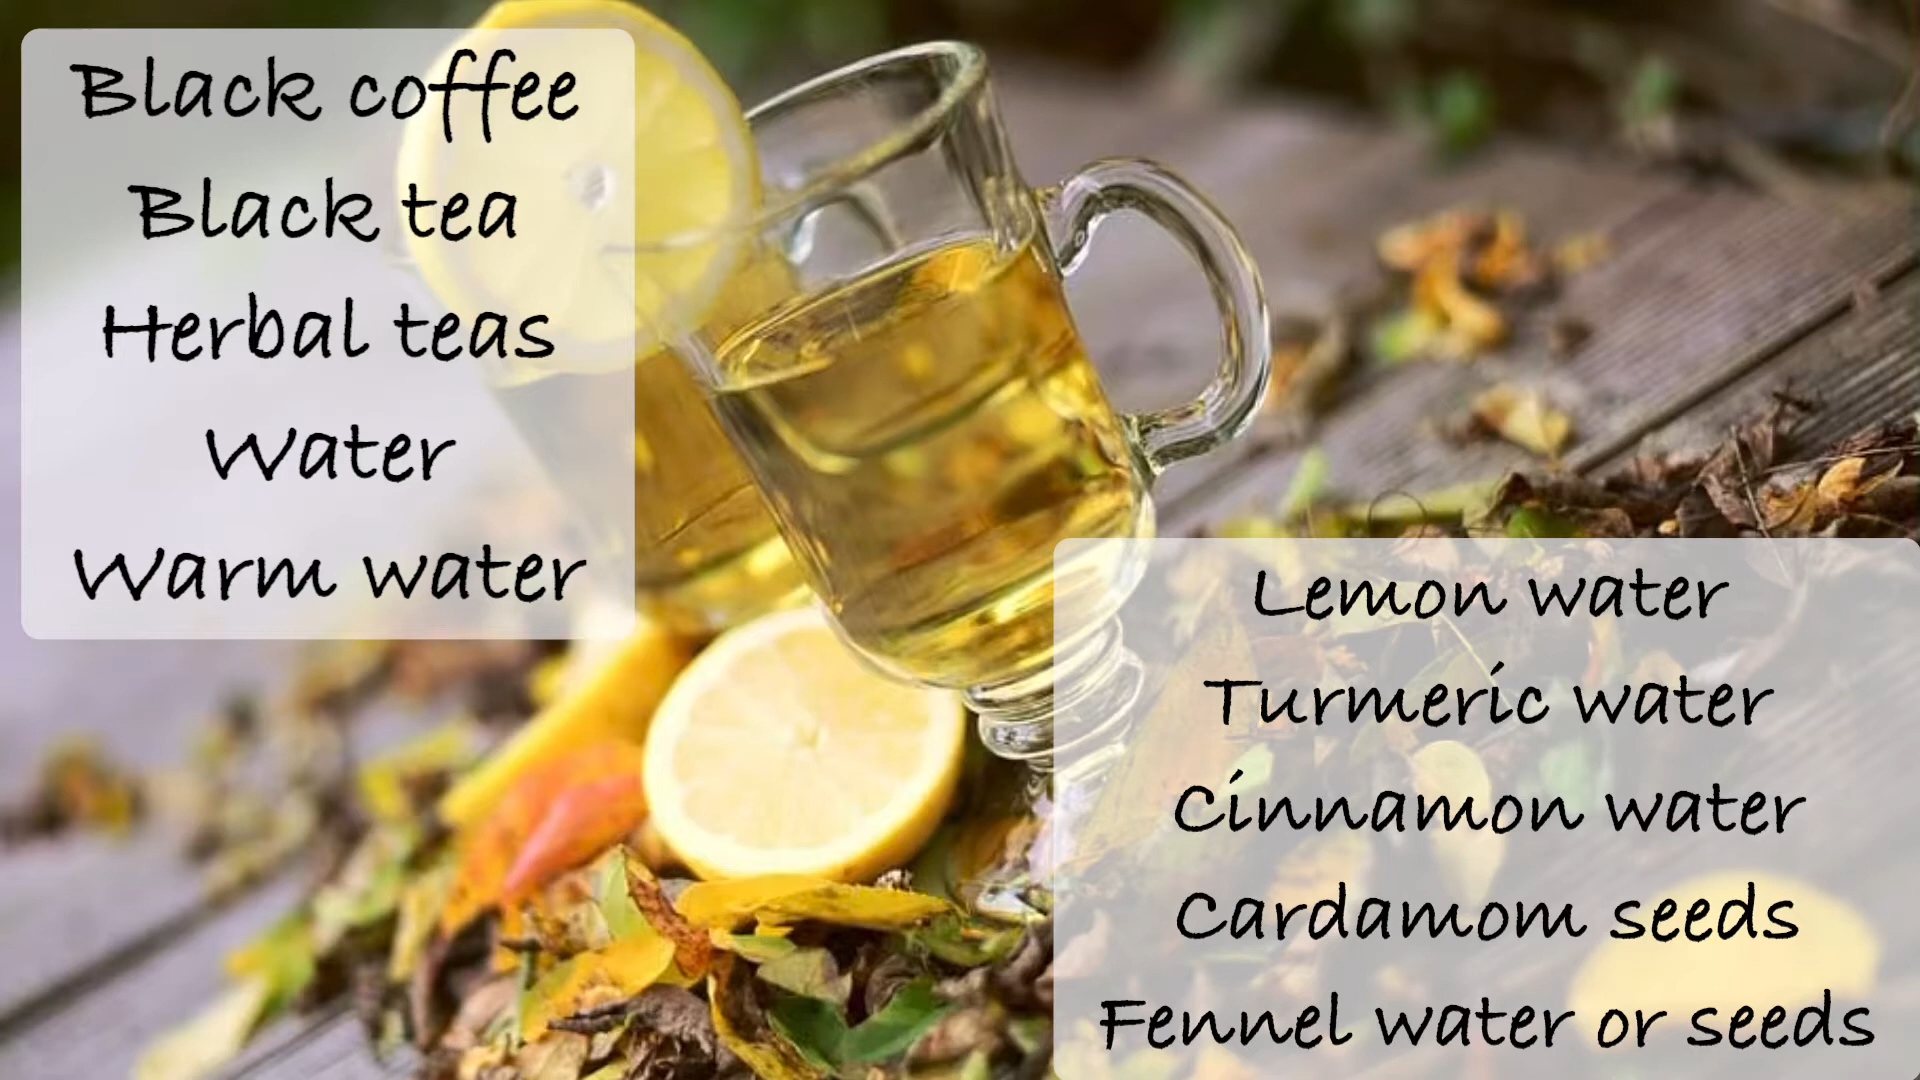 Black coffee
Black tea
Herbal teas
Water
Warm water
Lemon water
Turmeric water
Cinnamon water
Cardamom seeds
Fennel water or seeds